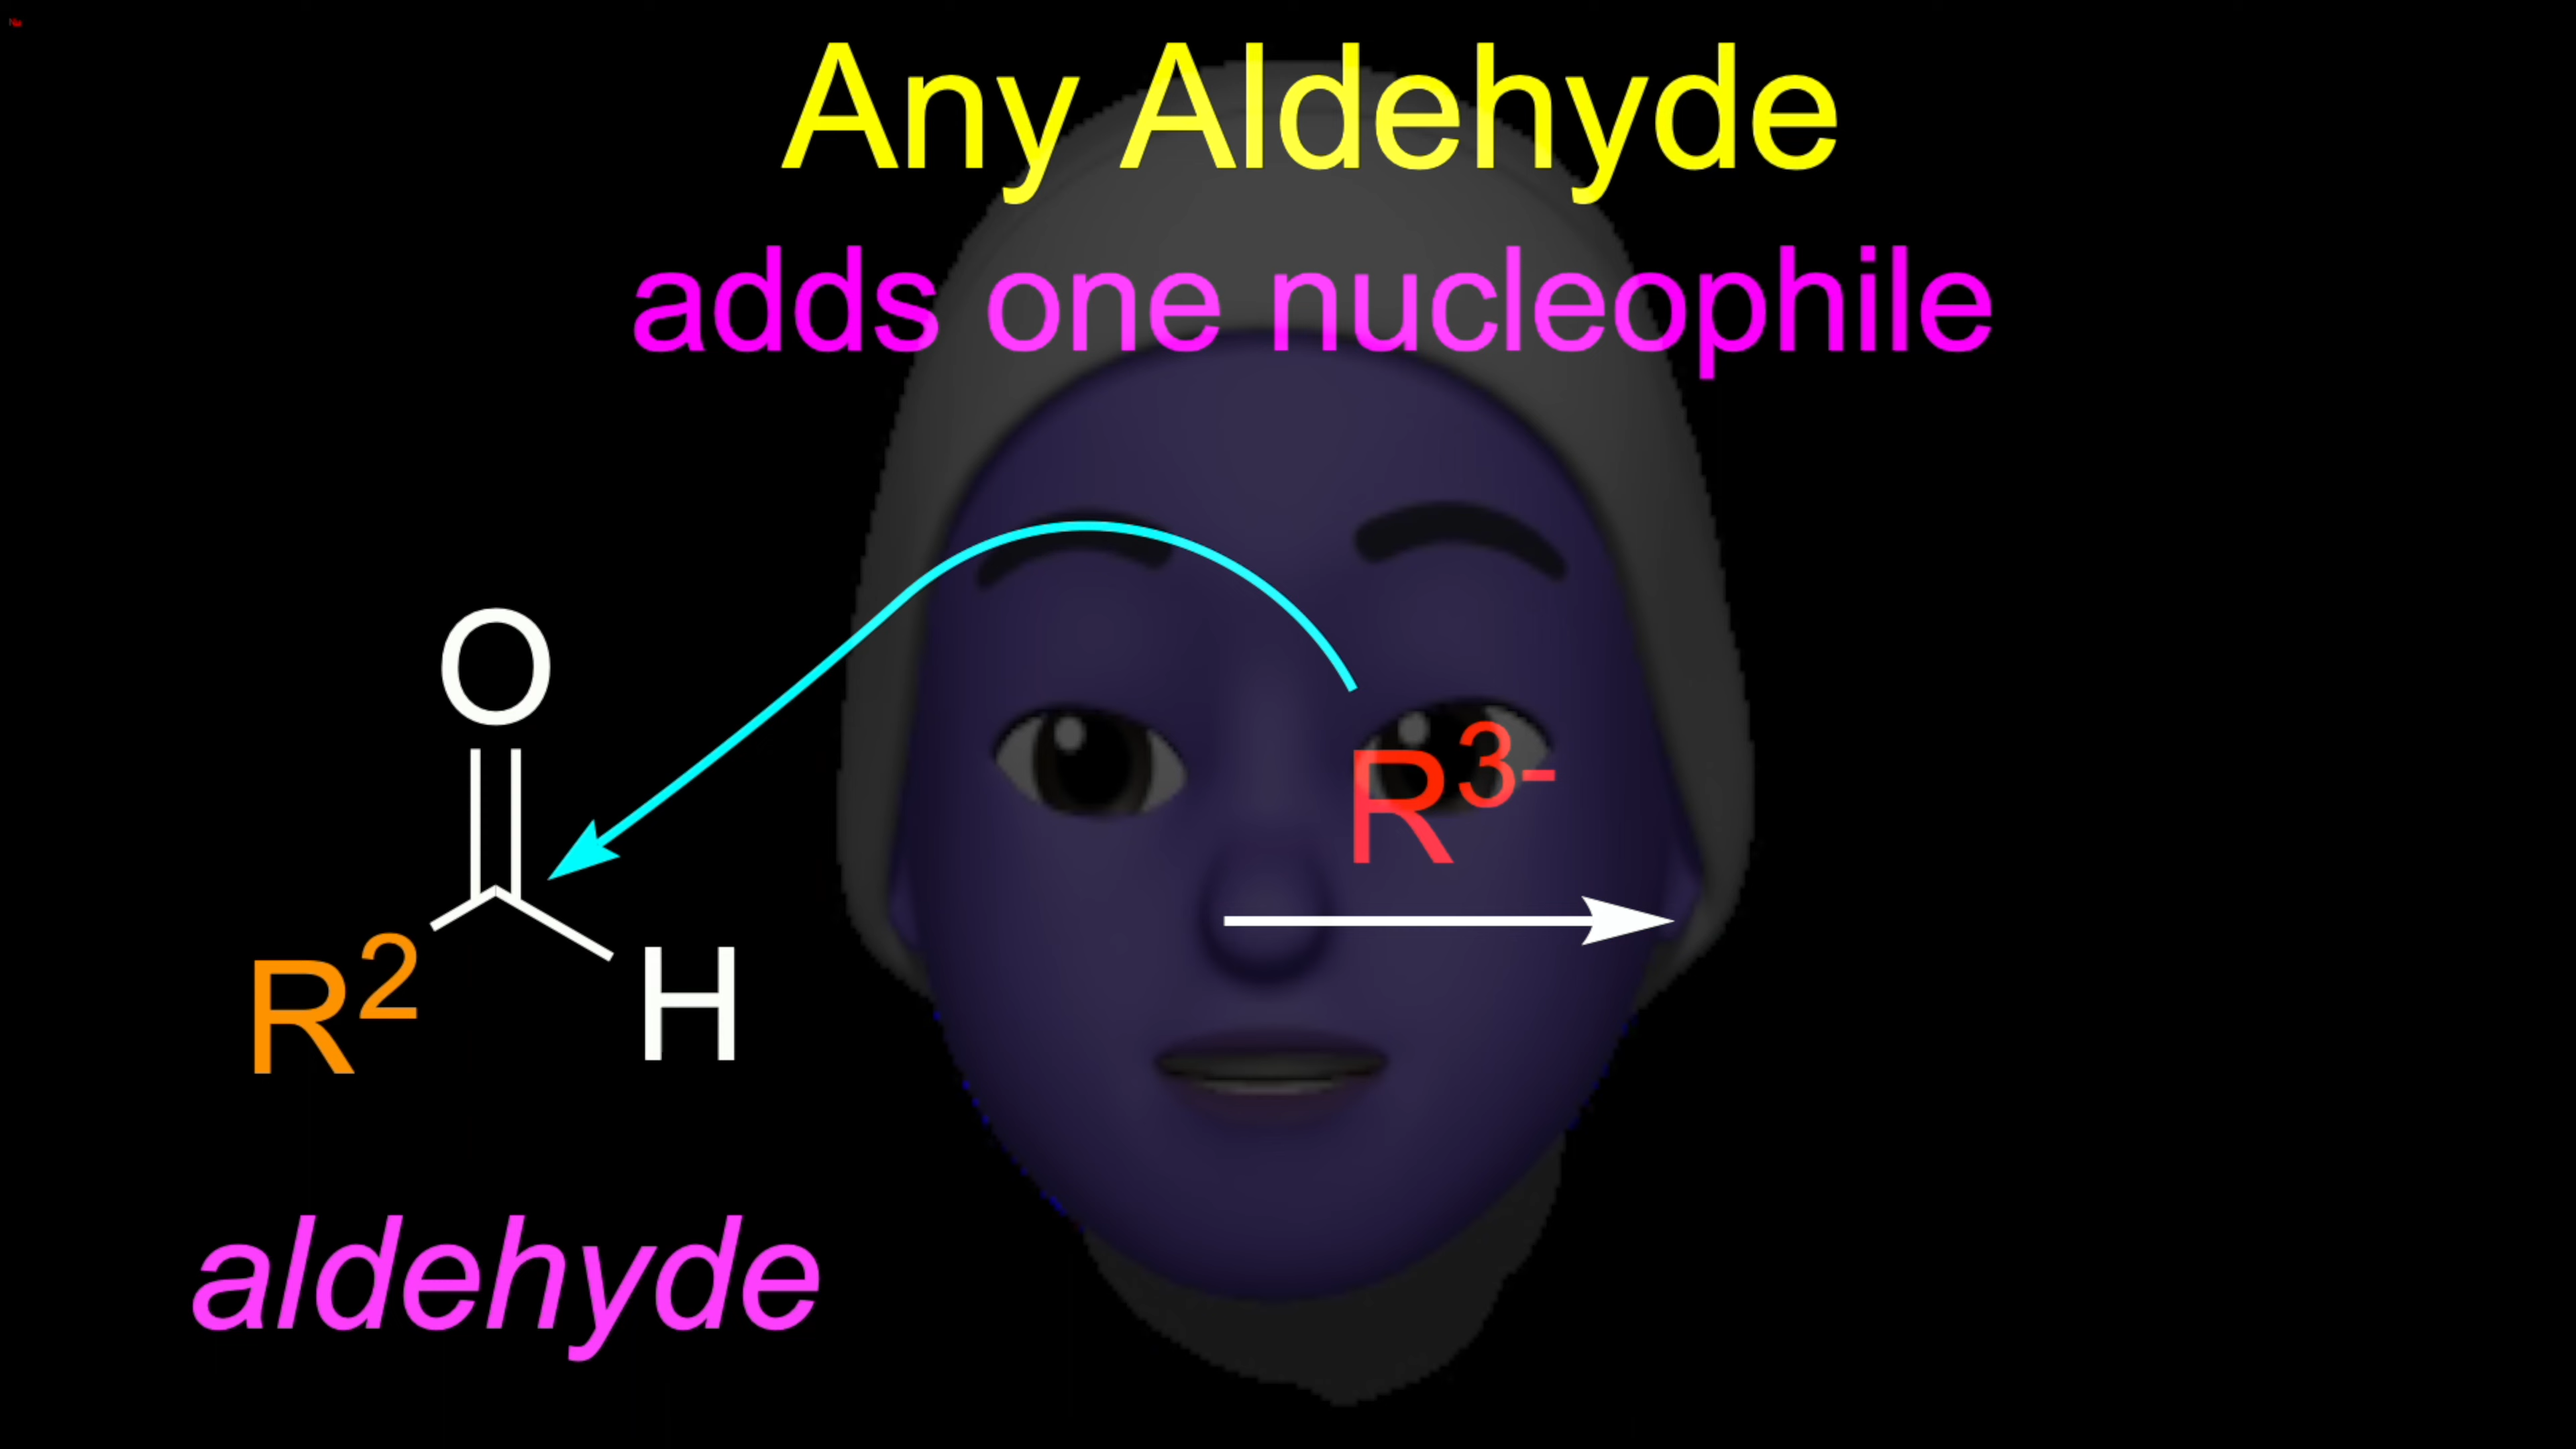 Any Aldehyde
adds one nucleophile
O
R³⁻
R²
H
aldehyde